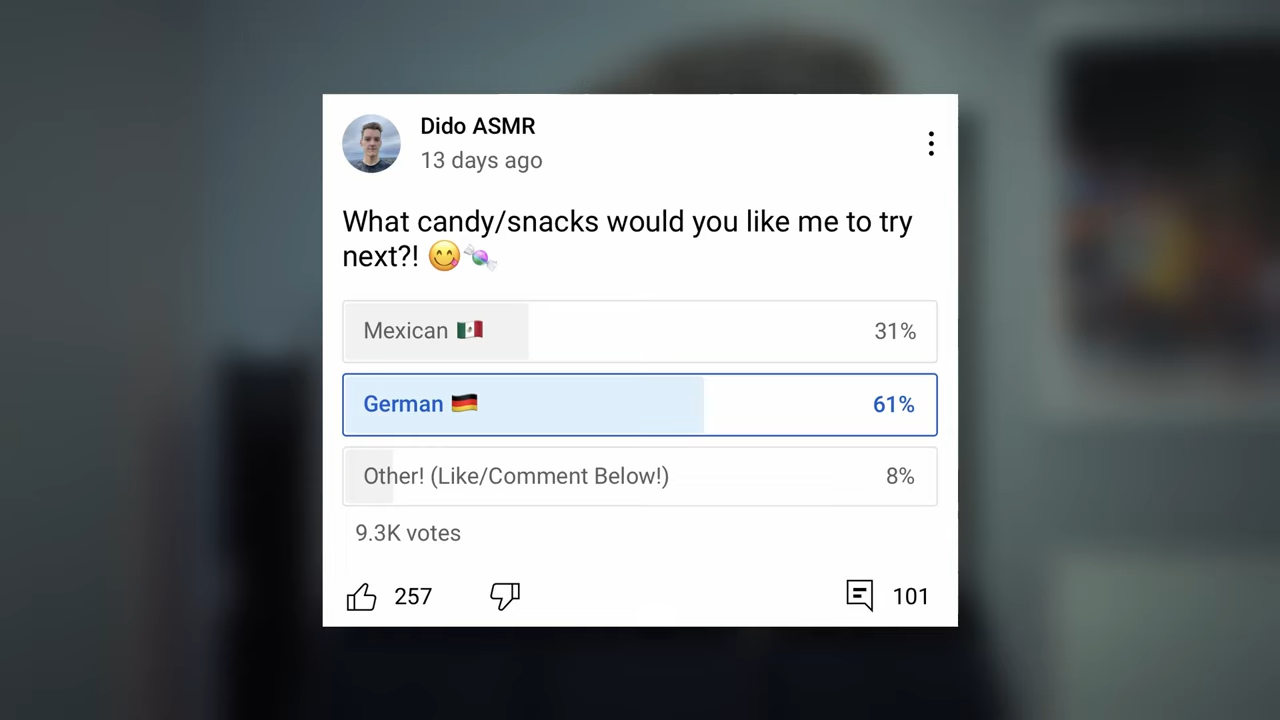 Dido ASMR
13 days ago
What candy/snacks would you like me to try
next?! 😋🍬
Mexican 🇲🇽 31%
German 🇩🇪 61%
Other! (Like/Comment Below!) 8%
9.3K votes
257 101